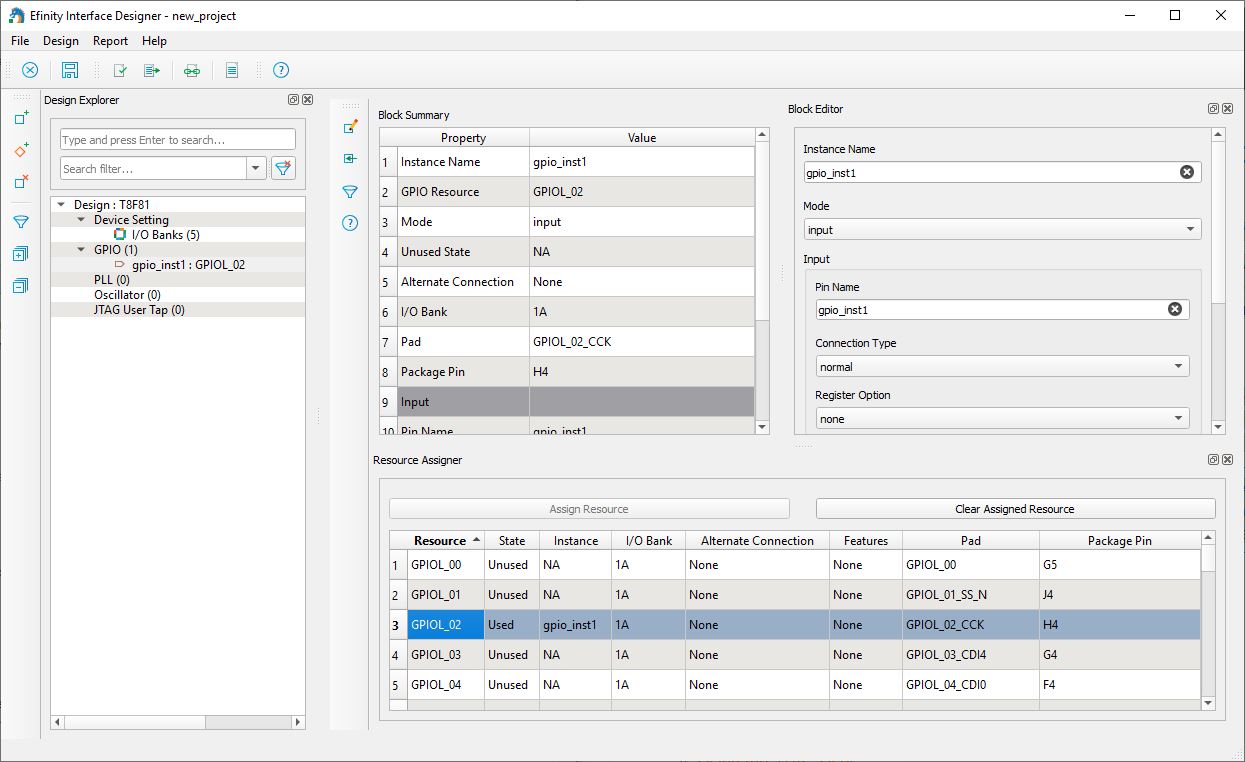 Efinity Interface Designer - new_project
File Design Report Help
Design Explorer
Type and press Enter to search...
Search filter...
Design : T8F81
Device Setting
I/O Banks (5)
GPIO (1)
gpio_inst1 : GPIOL_02
PLL (0)
Oscillator (0)
JTAG User Tap (0)
Block Summary
Property Value
1 Instance Name gpio_inst1
2 GPIO Resource GPIOL_02
3 Mode input
4 Unused State NA
5 Alternate Connection None
6 I/O Bank 1A
7 Pad GPIOL_02_CCK
8 Package Pin H4
9 Input
10 Pin Name gpio_inst1
Block Editor
Instance Name
gpio_inst1
Mode
input
Input
Pin Name
gpio_inst1
Connection Type
normal
Register Option
none
Resource Assigner
Assign Resource Clear Assigned Resource
Resource State Instance I/O Bank Alternate Connection Features Pad Package Pin
1 GPIOL_00 Unused NA 1A None None GPIOL_00 G5
2 GPIOL_01 Unused NA 1A None None GPIOL_01_SS_N J4
3 GPIOL_02 Used gpio_inst1 1A None None GPIOL_02_CCK H4
4 GPIOL_03 Unused NA 1A None None GPIOL_03_CDI4 G4
5 GPIOL_04 Unused NA 1A None None GPIOL_04_CDI0 F4